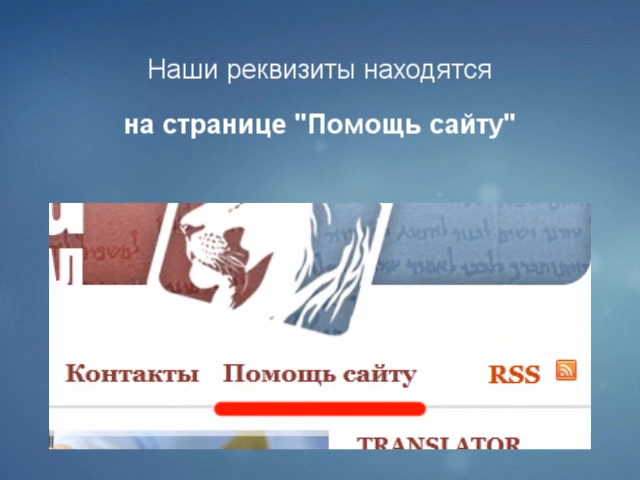 Наши реквизиты находятся
на странице "Помощь сайту"
Контакты Помощь сайту RSS
TRANSLATOR